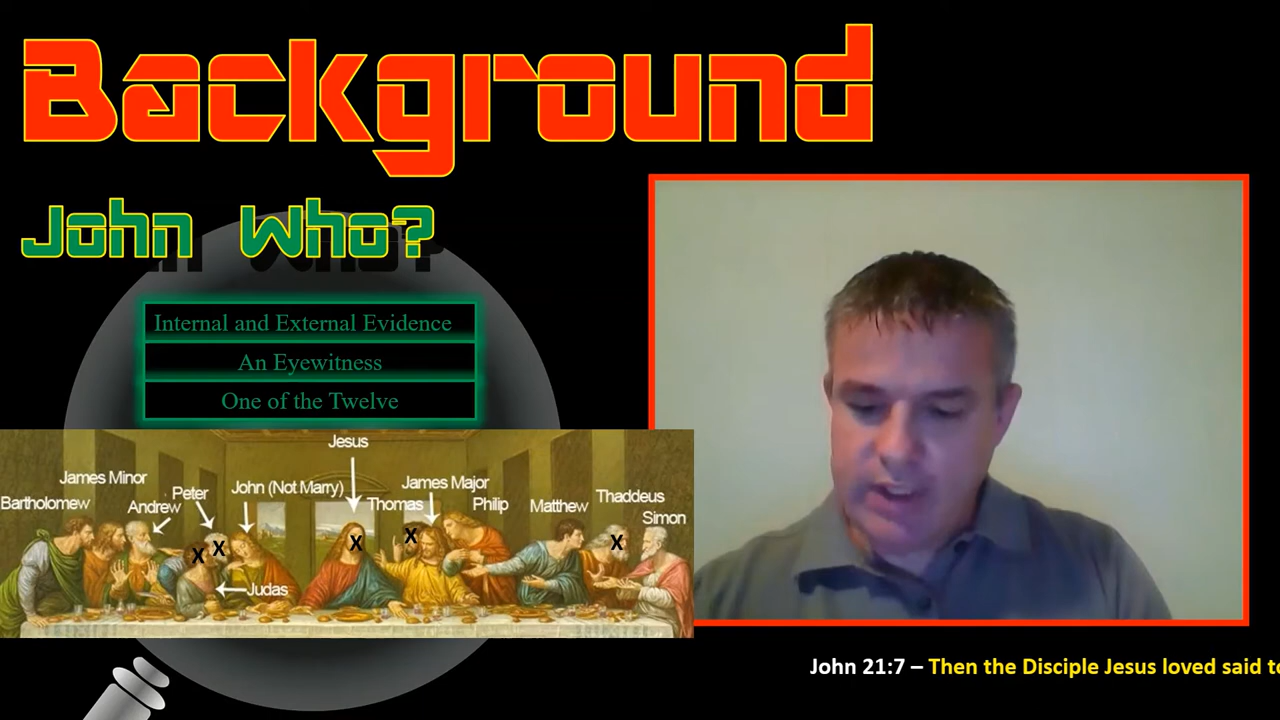 Background
John Who?
Internal and External Evidence
An Eyewitness
One of the Twelve
Jesus
James Minor
John (Not Marry)
James Major
Bartholomew
Andrew
Peter
Thomas
Philip
Matthew
Thaddeus
Simon
X
X
X
X
X
Judas
John 21:7 – Then the Disciple Jesus loved said to